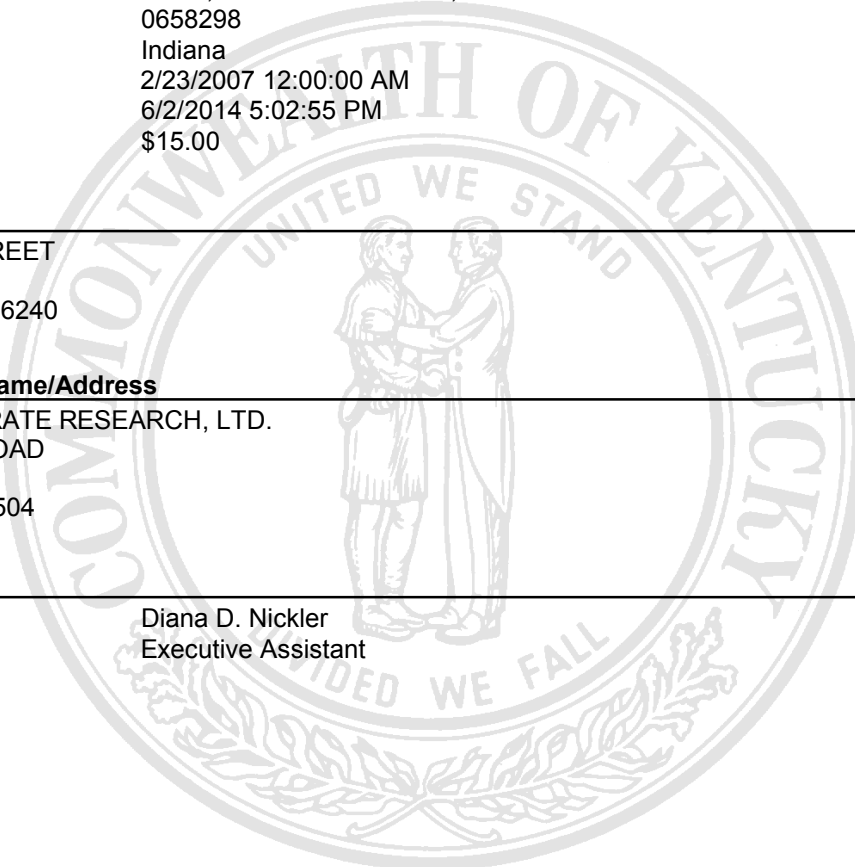 0658298
Indiana
2/23/2007 12:00:00 AM
6/2/2014 5:02:55 PM
$15.00
REET
6240
ame/Address
RATE RESEARCH, LTD.
OAD
504
Diana D. Nickler
Executive Assistant
COMMONWEALTH OF KENTUCKY
UNITED WE STAND
DIVIDED WE FALL